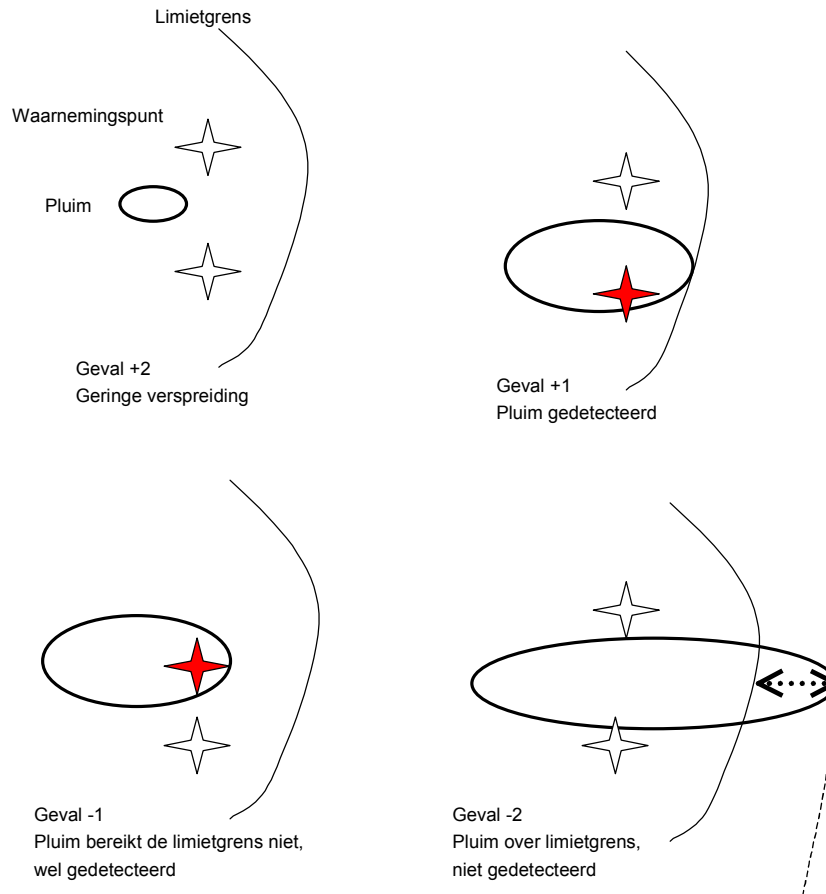 Limietgrens
Waarnemingspunt
Pluim
Geval +2
Geringe verspreiding
Geval +1
Pluim gedetecteerd
Geval -1
Pluim bereikt de limietgrens niet,
wel gedetecteerd
Geval -2
Pluim over limietgrens,
niet gedetecteerd